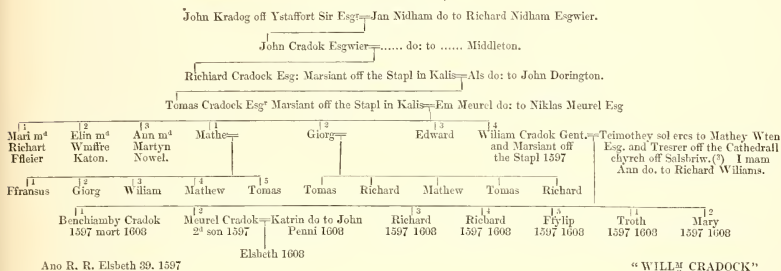 John Kradog off Ystaffort Sir Esgr=Jan Nidham do to Richard Nidham Esgwier.
John Cradok Esgwier=...... do: to ...... Middleton.
Richiard Cradock Esg: Marsiant off the Stapl in Kalis=Als do: to John Dorington.
Tomas Cradock Esgr Marsiant off the Stapl in Kalis=Em Meurel do: to Niklas Meurel Esg
1 2 3 1 2 3 4
Mari md Elin md Ann md Mathe= Giorg= Edward Wiliam Cradok Gent.=Teimothey sol ercs to Mathey Wten
Richart Wmffre Martyn and Marsiant off Esg. and Tresrer off the Cathedrall
Ffleier Katon. Nowel. the Stapl 1597 chyrch off Salsbriw.(3) I mam
Ann do. to Richard Wiliams.
1 2 3 4 5
Ffransus Giorg Wiliam Mathew Tomas Tomas Richard Mathew Tomas Richard
1 2 3 4 5 1 2
Benchiamby Cradok Meurel Cradok=Katrin do to John Richard Richard Ffylip Troth Mary
1597 mort 1608 2d son 1597 Penni 1608 1597 1608 1597 1608 1597 1608 1597 1608 1597 1608
Elsbeth 1608
Ano R. R. Elsbeth 39. 1597 "WILLM CRADOCK"